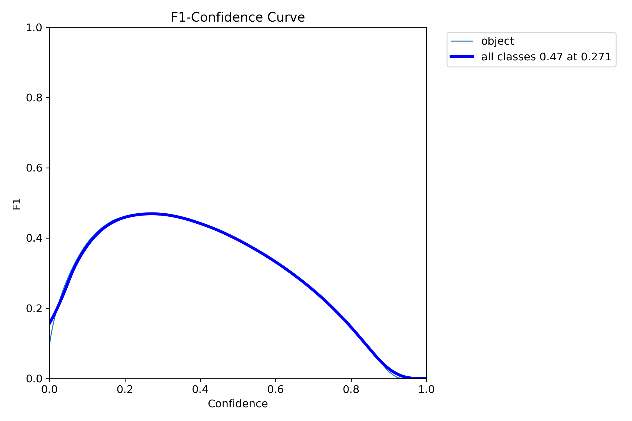 F1-Confidence Curve
object
all classes 0.47 at 0.271
1.0
0.8
0.6
0.4
0.2
0.0
F1
0.0 0.2 0.4 0.6 0.8 1.0
Confidence